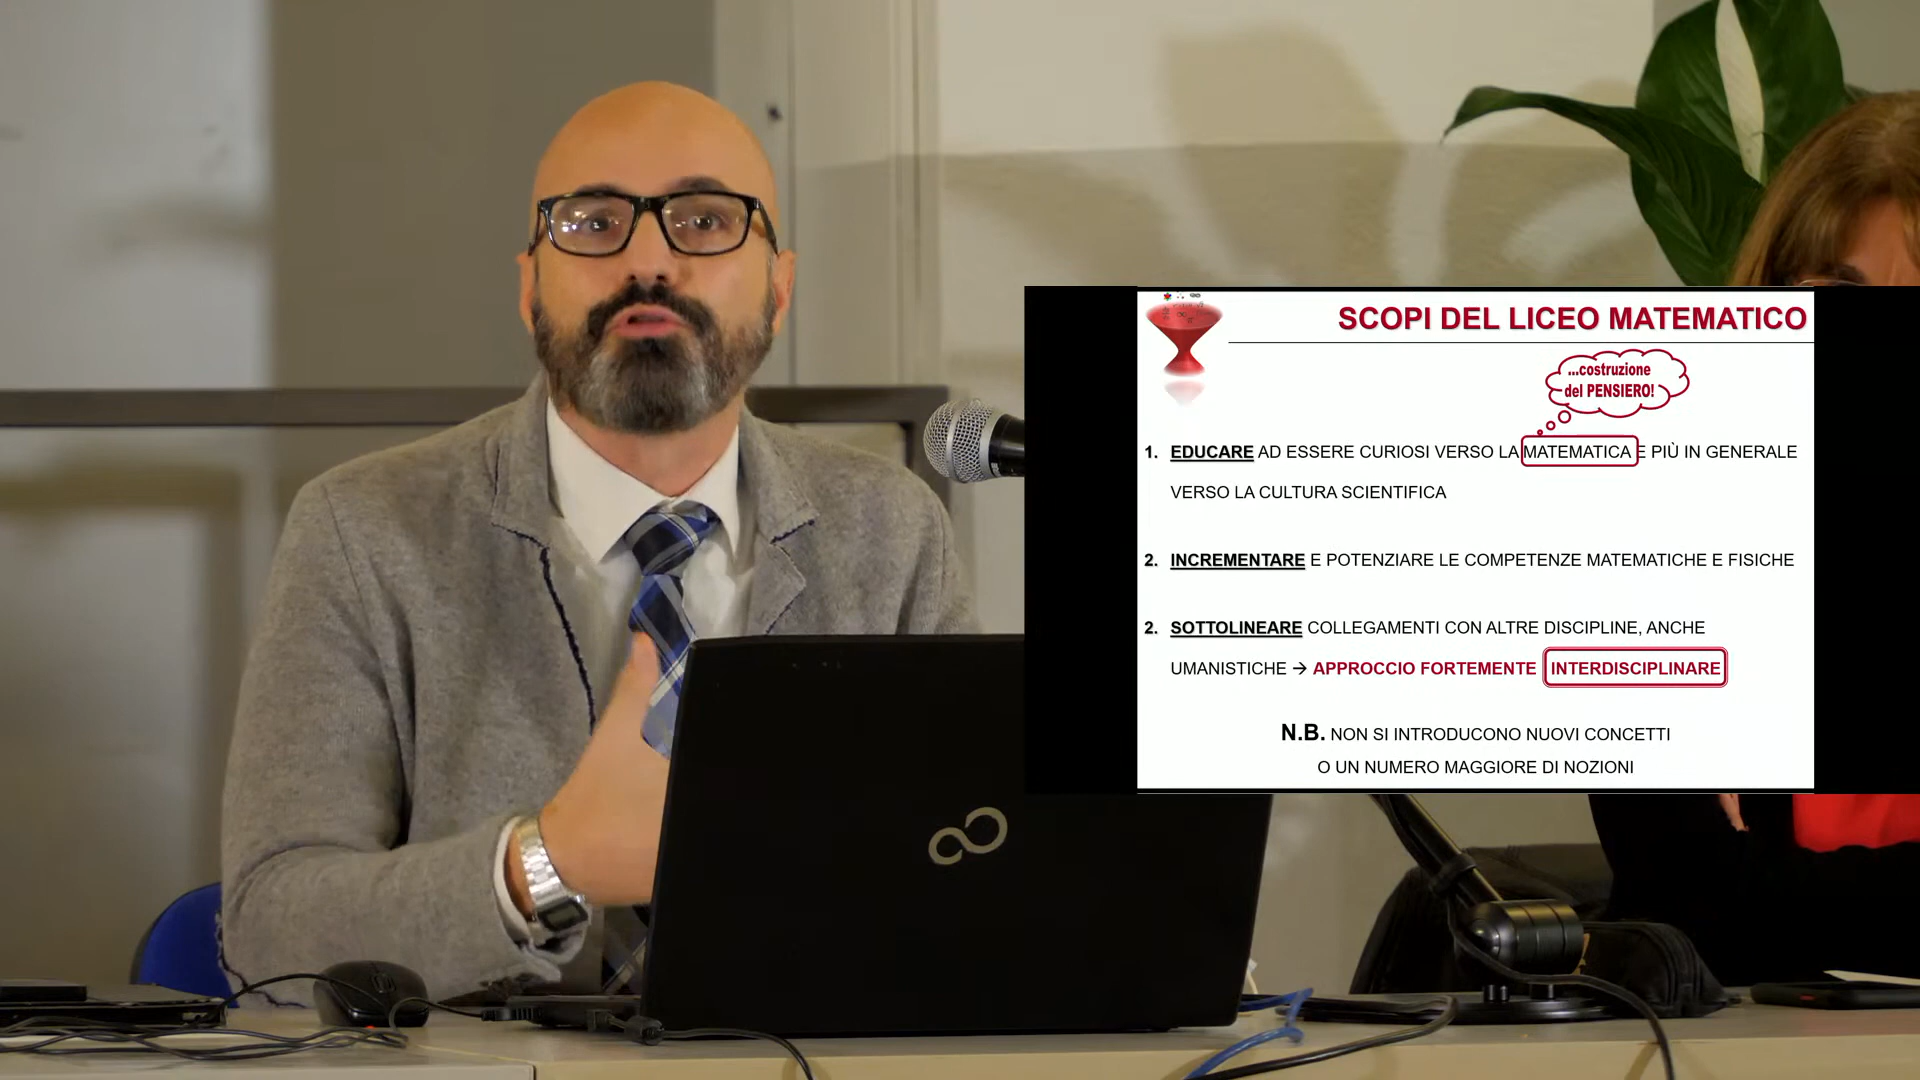 SCOPI DEL LICEO MATEMATICO
...costruzione
del PENSIERO!
1. EDUCARE AD ESSERE CURIOSI VERSO LA MATEMATICA E PIÙ IN GENERALE
VERSO LA CULTURA SCIENTIFICA
2. INCREMENTARE E POTENZIARE LE COMPETENZE MATEMATICHE E FISICHE
2. SOTTOLINEARE COLLEGAMENTI CON ALTRE DISCIPLINE, ANCHE
UMANISTICHE → APPROCCIO FORTEMENTE INTERDISCIPLINARE
N.B. NON SI INTRODUCONO NUOVI CONCETTI
O UN NUMERO MAGGIORE DI NOZIONI